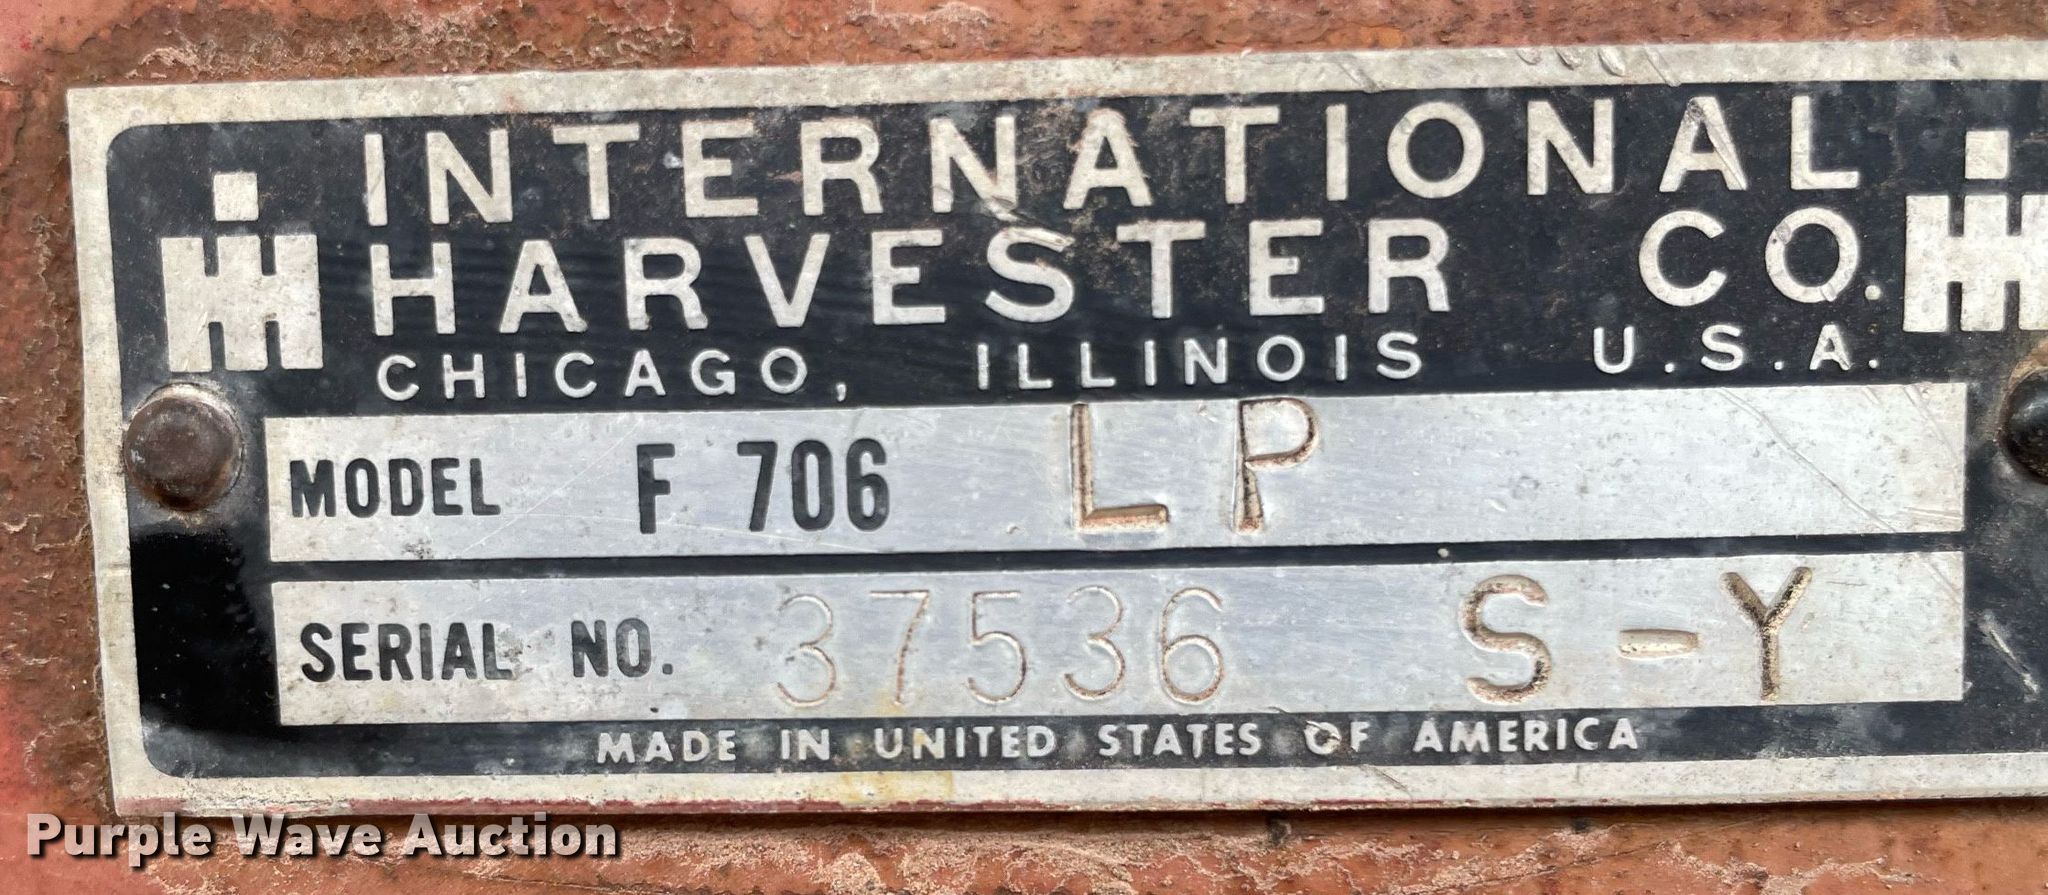 INTERNATIONAL
HARVESTER CO.
CHICAGO, ILLINOIS U.S.A.
MODEL F 706 LP
SERIAL NO. 37536 S-Y
MADE IN UNITED STATES OF AMERICA
Purple Wave Auction